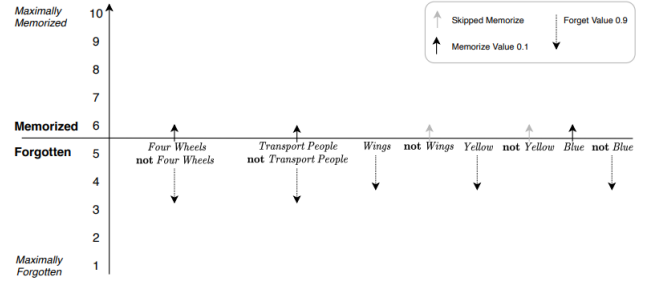 Maximally
Memorized
10
9
8
7
Memorized 6
Forgotten 5
4
3
2
Maximally
Forgotten
1
Skipped Memorize
Memorize Value 0.1
Forget Value 0.9
Four Wheels
not Four Wheels
Transport People
not Transport People
Wings
not Wings
Yellow
not Yellow
Blue
not Blue